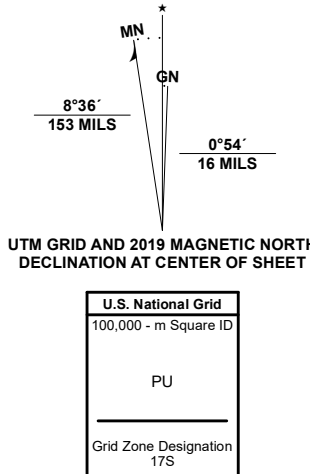 ★
MN
GN
8°36´
153 MILS
0°54´
16 MILS
UTM GRID AND 2019 MAGNETIC NORTH
DECLINATION AT CENTER OF SHEET
U.S. National Grid
100,000 - m Square ID
PU
Grid Zone Designation
17S